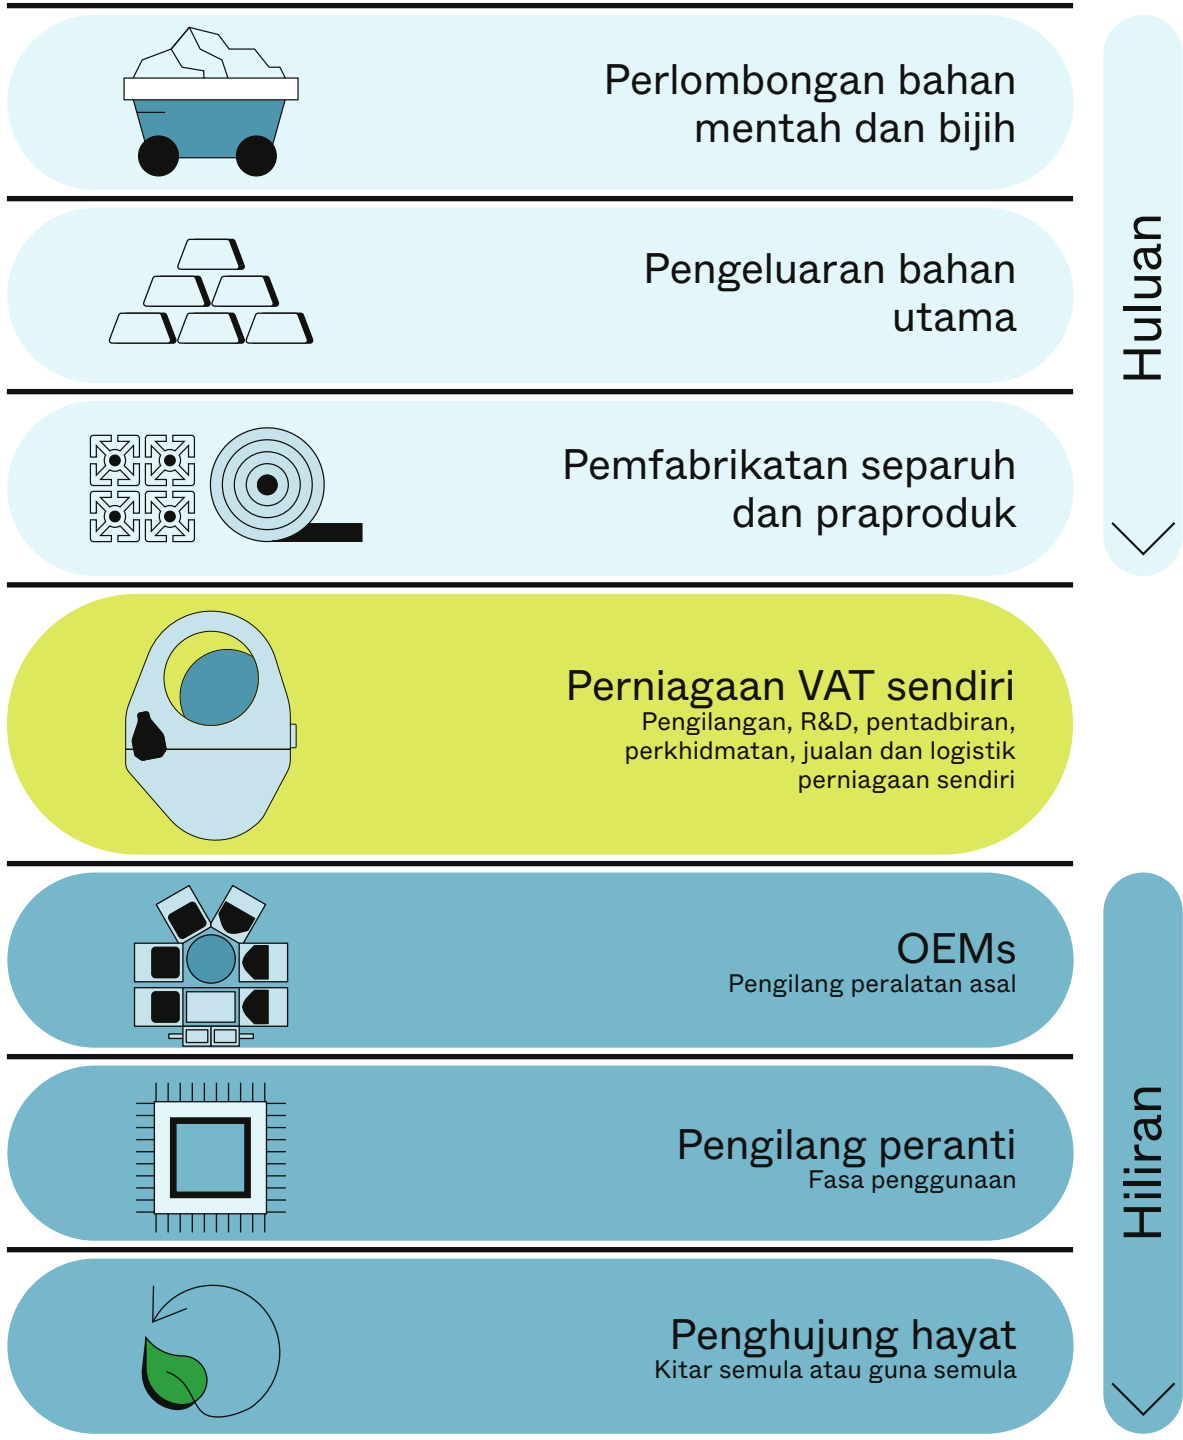 Perlombongan bahan
mentah dan bijih
Pengeluaran bahan
utama
Pemfabrikatan separuh
dan praproduk
Huluan
Perniagaan VAT sendiri
Pengilangan, R&D, pentadbiran,
perkhidmatan, jualan dan logistik
perniagaan sendiri
OEMs
Pengilang peralatan asal
Pengilang peranti
Fasa penggunaan
Penghujung hayat
Kitar semula atau guna semula
Hiliran